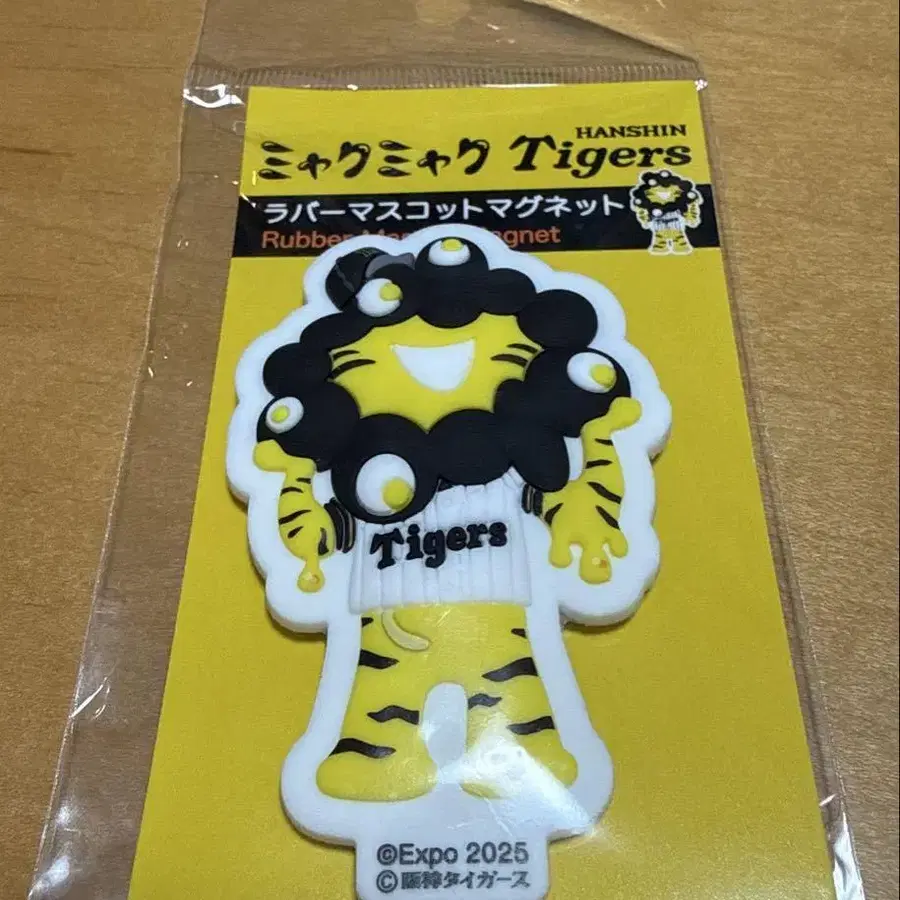 HANSHIN
ミャクミャク Tigers
ラバーマスコットマグネット
Rubber
Tigers
©Expo 2025
©阪神タイガース